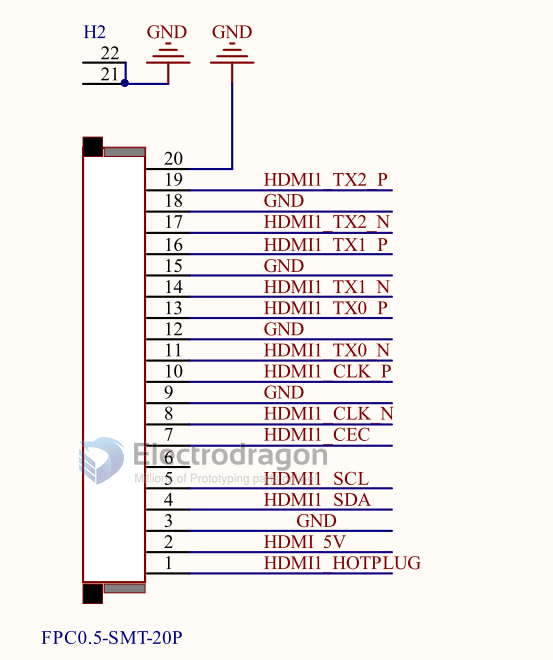 H2 GND GND
22
21
20
19 HDMI1_TX2_P
18 GND
17 HDMI1_TX2_N
16 HDMI1_TX1_P
15 GND
14 HDMI1_TX1_N
13 HDMI1_TX0_P
12 GND
11 HDMI1_TX0_N
10 HDMI1_CLK_P
9 GND
8 HDMI1_CLK_N
7 HDMI1_CEC
Electrodragon
6
Millions of Prototyping
5 HDMI1_SCL
4 HDMI1_SDA
3 GND
2 HDMI_5V
1 HDMI1_HOTPLUG
FPC0.5-SMT-20P